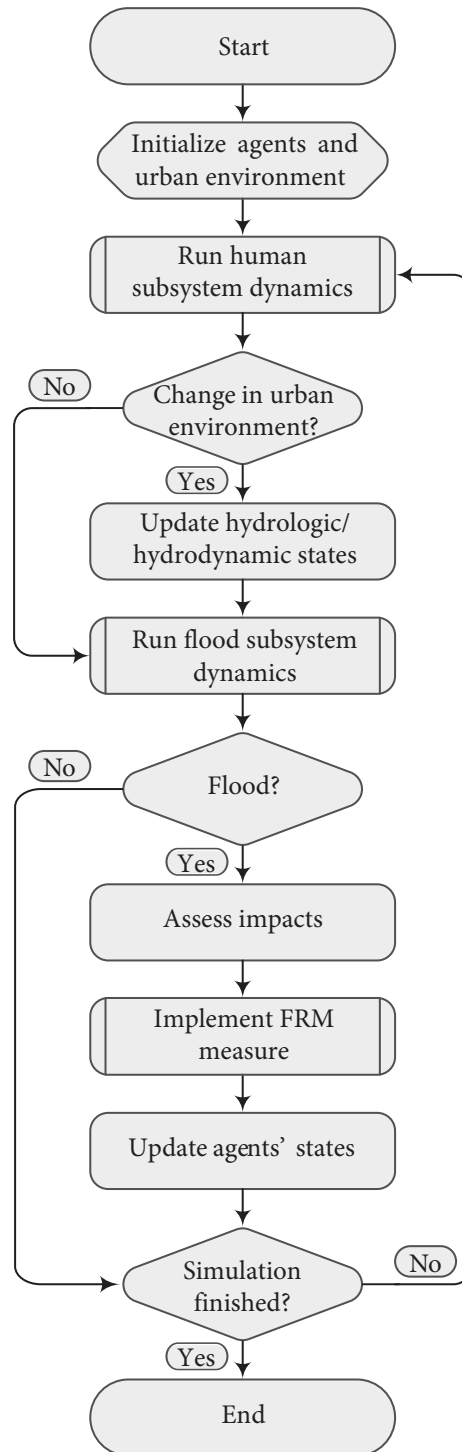 Start
Initialize agents and
urban environment
Run human
subsystem dynamics
No
Change in urban
environment?
Yes
Update hydrologic/
hydrodynamic states
Run flood subsystem
dynamics
No
Flood?
Yes
Assess impacts
Implement FRM
measure
Update agents’ states
Simulation
finished?
No
Yes
End